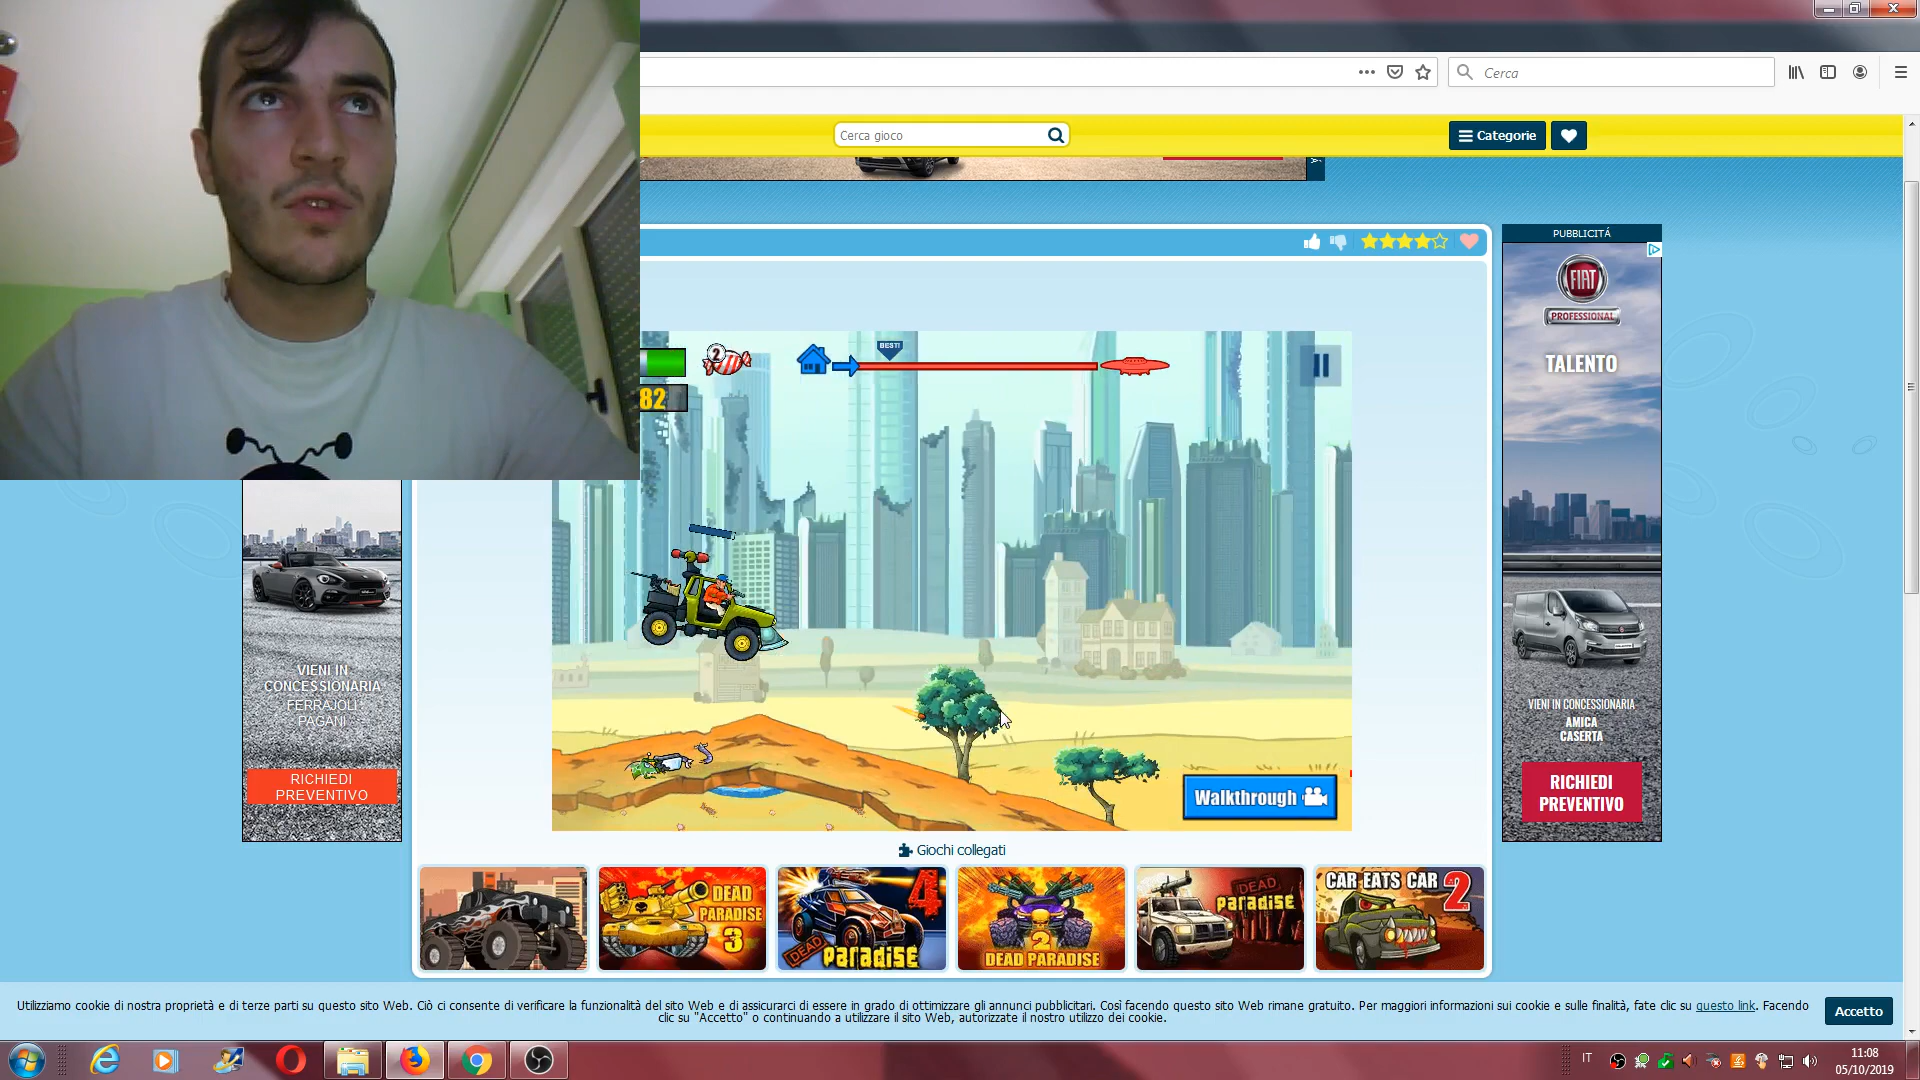 Cerca
Cerca gioco
Categorie
PUBBLICITÁ
FIAT
PROFESSIONAL
TALENTO
2
BEST!
82
VIENI IN
CONCESSIONARIA
FERRAJOLI
PAGANI
RICHIEDI
PREVENTIVO
VIENI IN CONCESSIONARIA
AMICA
CASERTA
RICHIEDI
PREVENTIVO
Walkthrough
Giochi collegati
DEAD
PARADISE
3
4
DEAD
PARADISE
2
DEAD PARADISE
DEAD
PARADISE
CAR EATS CAR 2
Utilizziamo cookie di nostra proprietà e di terze parti su questo sito Web. Ciò ci consente di verificare la funzionalità del sito Web e di assicurarci di essere in grado di ottimizzare gli annunci pubblicitari. Così facendo questo sito Web rimane gratuito. Per maggiori informazioni sui cookie e sulle finalità, fate clic su questo link. Facendo
clic su "Accetto" o continuando a utilizzare il sito Web, autorizzate il nostro utilizzo dei cookie.
Accetto
IT
11:08
05/10/2019